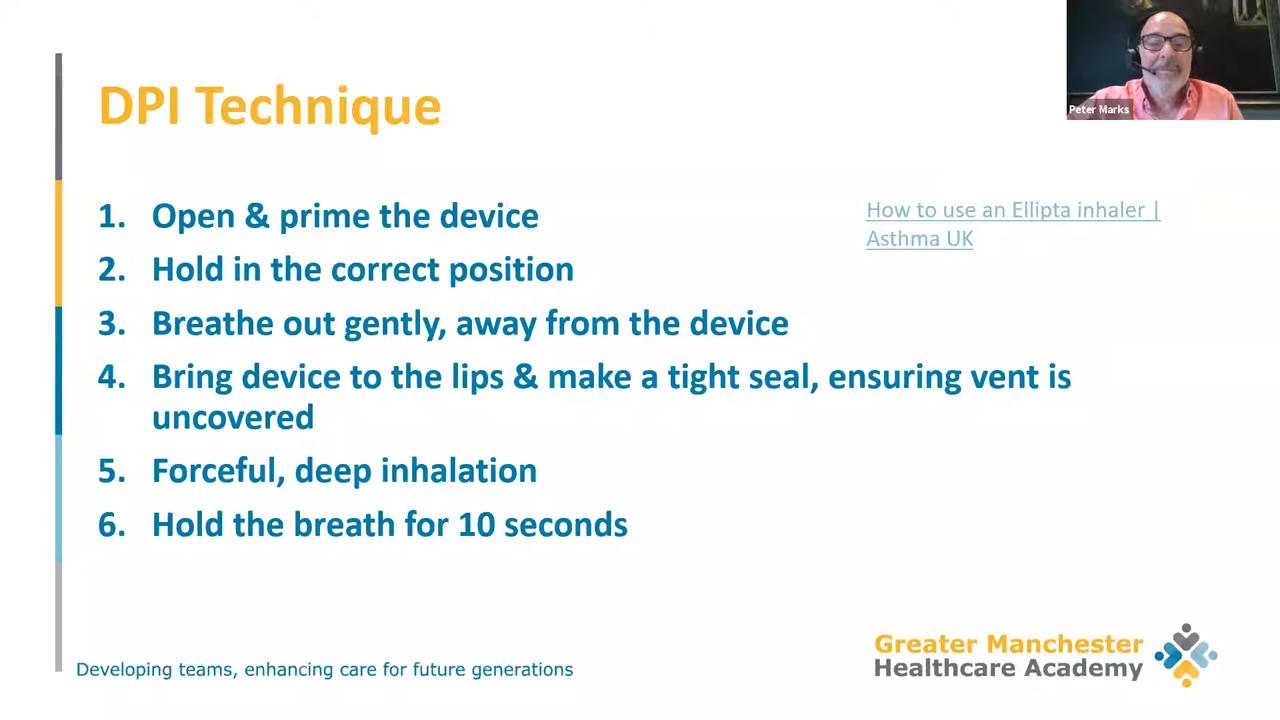 Peter Marks
DPI Technique
1. Open & prime the device
2. Hold in the correct position
3. Breathe out gently, away from the device
4. Bring device to the lips & make a tight seal, ensuring vent is
uncovered
5. Forceful, deep inhalation
6. Hold the breath for 10 seconds
How to use an Ellipta inhaler |
Asthma UK
Developing teams, enhancing care for future generations
Greater Manchester
Healthcare Academy